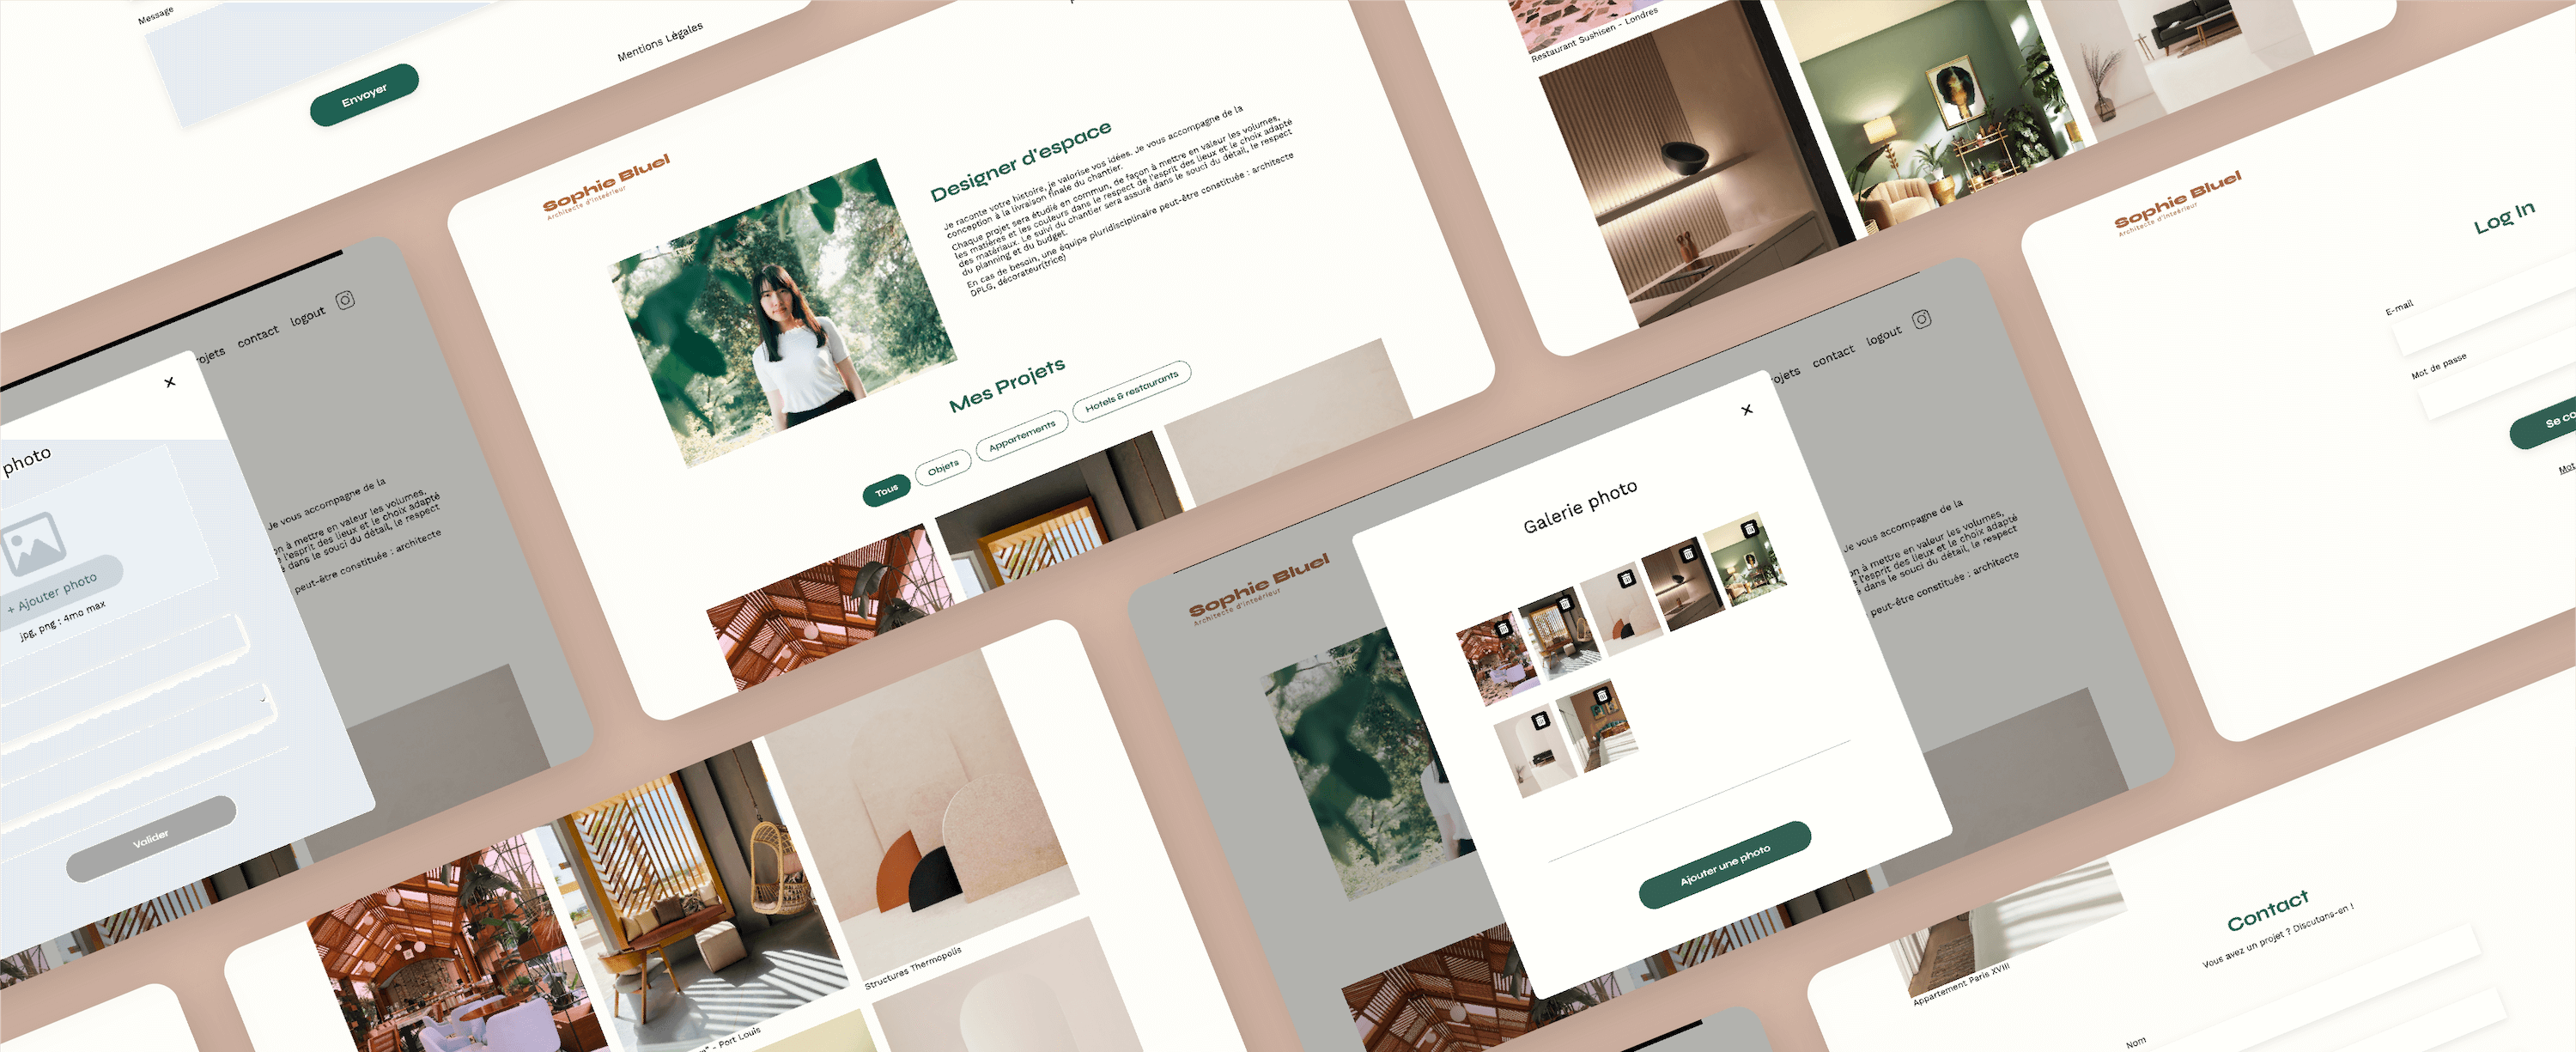 Message
Envoyer
Mentions Légales
Sophie Bluel
Architecte d'inteérieur
Designer d'espace
Je raconte votre histoire, je valorise vos idées. Je vous accompagne de la
conception à la livraison finale du chantier.
Chaque projet sera étudié en commun, de façon à mettre en valeur les volumes,
les matières et les couleurs dans le respect de l'esprit des lieux et le choix adapté
des matériaux. Le suivi du chantier sera assuré dans le souci du détail, le respect
du planning et du budget.
En cas de besoin, une équipe pluridisciplinaire peut-être constituée : architecte
DPLG, décorateur(trice)
Mes Projets
Tous
Objets
Appartements
Hotels & restaurants
Restaurant Sushisen - Londres
Sophie Bluel
Architecte d'inteérieur
Log In
E-mail
Mot de passe
Se co
Mot
ojets contact logout
photo
+ Ajouter photo
jpg, png : 4mo max
Valider
Je vous accompagne de la
n à mettre en valeur les volumes,
l'esprit des lieux et le choix adapté
dans le souci du détail, le respect
peut-être constituée : architecte
Structures Thermopolis
- Port Louis
Sophie Bluel
Architecte d'inteérieur
Galerie photo
Ajouter une photo
ojets contact logout
Je vous accompagne de la
n à mettre en valeur les volumes,
l'esprit des lieux et le choix adapté
dans le souci du détail, le respect
peut-être constituée : architecte
Appartement Paris XVIII
Contact
Vous avez un projet ? Discutons-en !
Nom